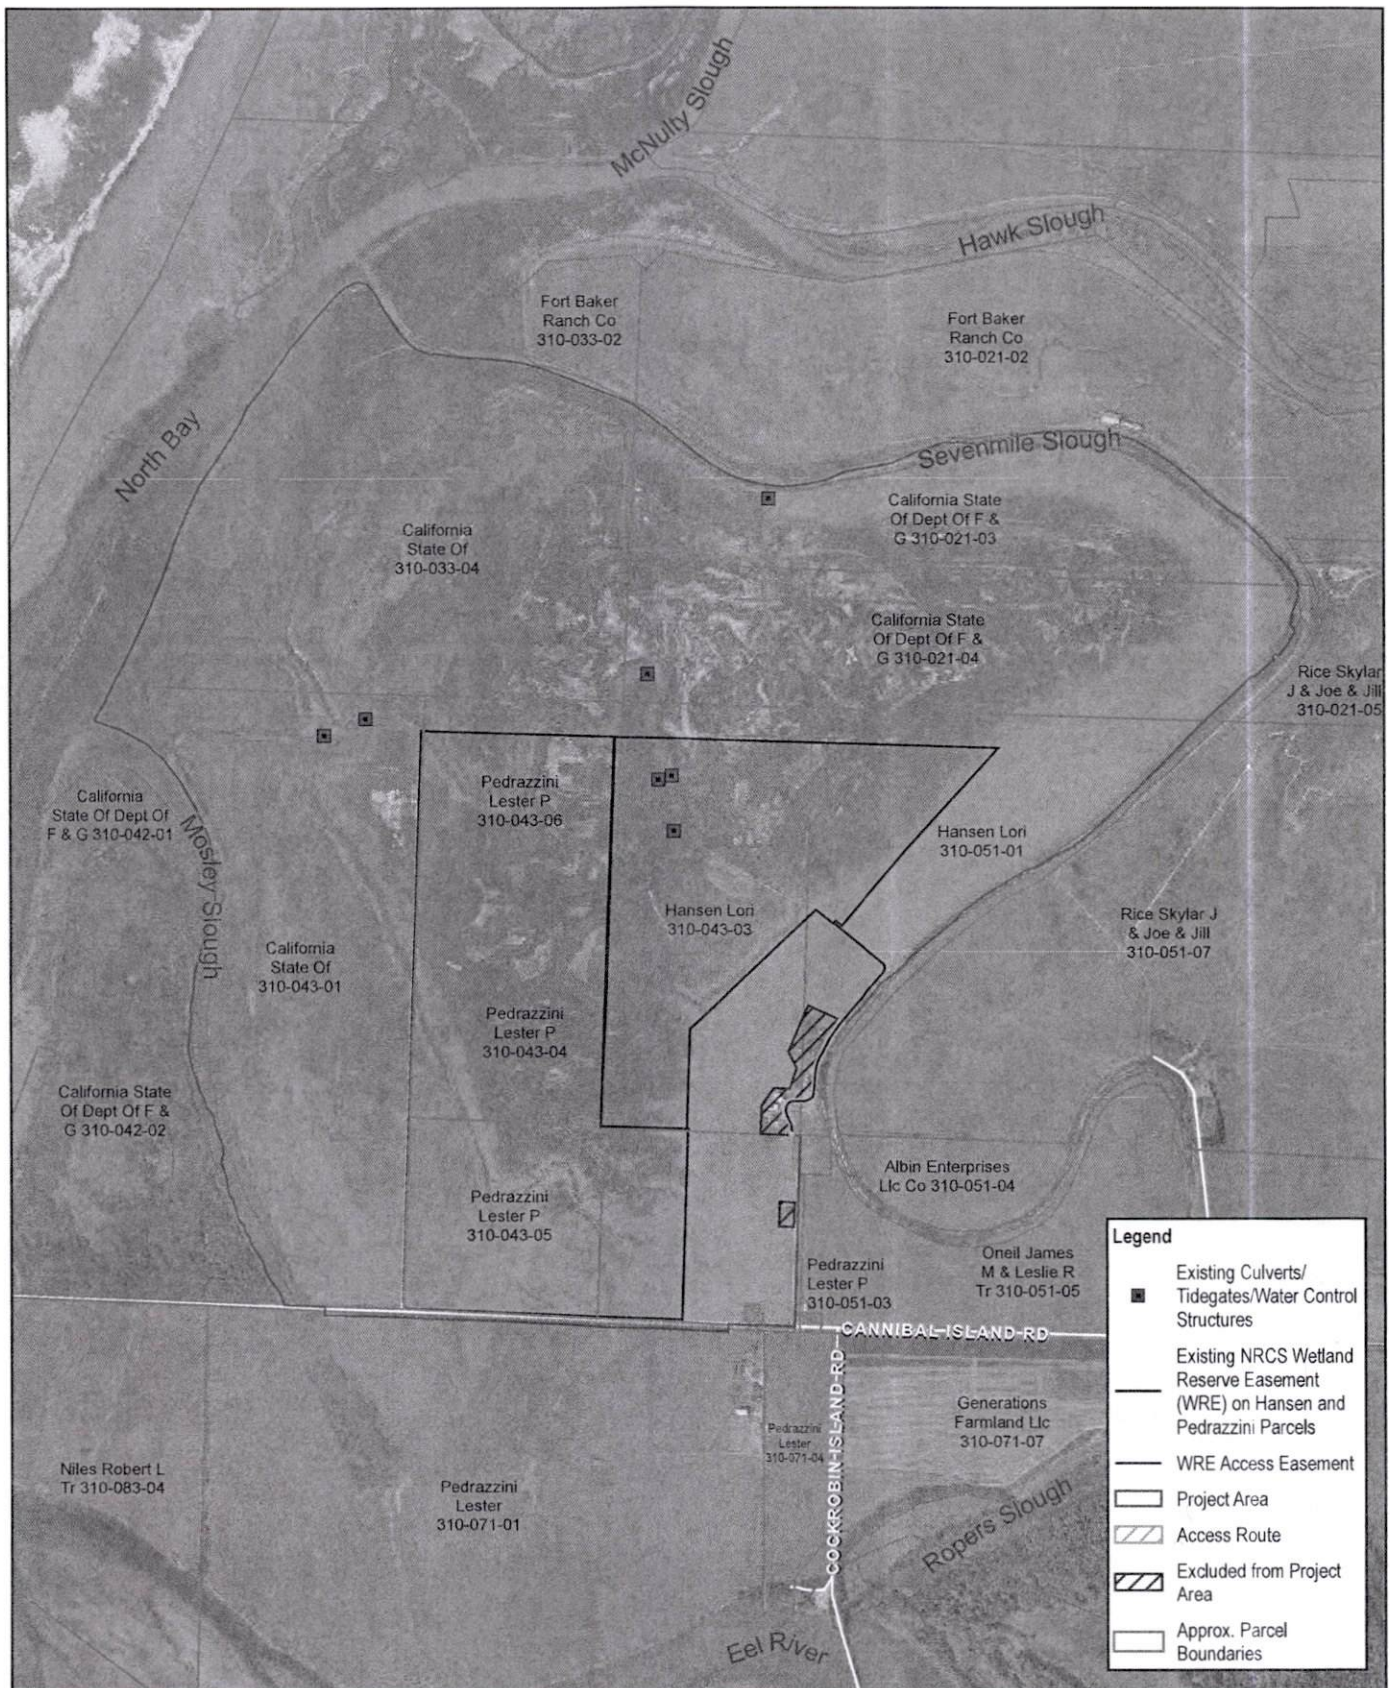 McNulty Slough
Hawk Slough
Fort Baker
Ranch Co
310-033-02
Fort Baker
Ranch Co
310-021-02
North Bay
Sevenmile Slough
California
State Of
310-033-04
California State
Of Dept Of F &
G 310-021-03
California State
Of Dept Of F &
G 310-021-04
Rice Skylar
J & Joe & Jill
310-021-05
California
State Of Dept Of
F & G 310-042-01
Mosley Slough
Pedrazzini
Lester P
310-043-06
Hansen Lori
310-051-01
Hansen Lori
310-043-03
Rice Skylar J
& Joe & Jill
310-051-07
California
State Of
310-043-01
Pedrazzini
Lester P
310-043-04
California State
Of Dept Of F &
G 310-042-02
Albin Enterprises
Llc Co 310-051-04
Pedrazzini
Lester P
310-043-05
Pedrazzini
Lester P
310-051-03
Oneil James
M & Leslie R
Tr 310-051-05
CANNIBAL ISLAND RD
COCKROBIN ISLAND RD
Generations
Farmland Llc
310-071-07
Pedrazzini
Lester
310-071-04
Niles Robert L
Tr 310-083-04
Pedrazzini
Lester
310-071-01
Ropers Slough
Eel River
Legend
Existing Culverts/
Tidegates/Water Control
Structures
Existing NRCS Wetland
Reserve Easement
(WRE) on Hansen and
Pedrazzini Parcels
WRE Access Easement
Project Area
Access Route
Excluded from Project
Area
Approx. Parcel
Boundaries